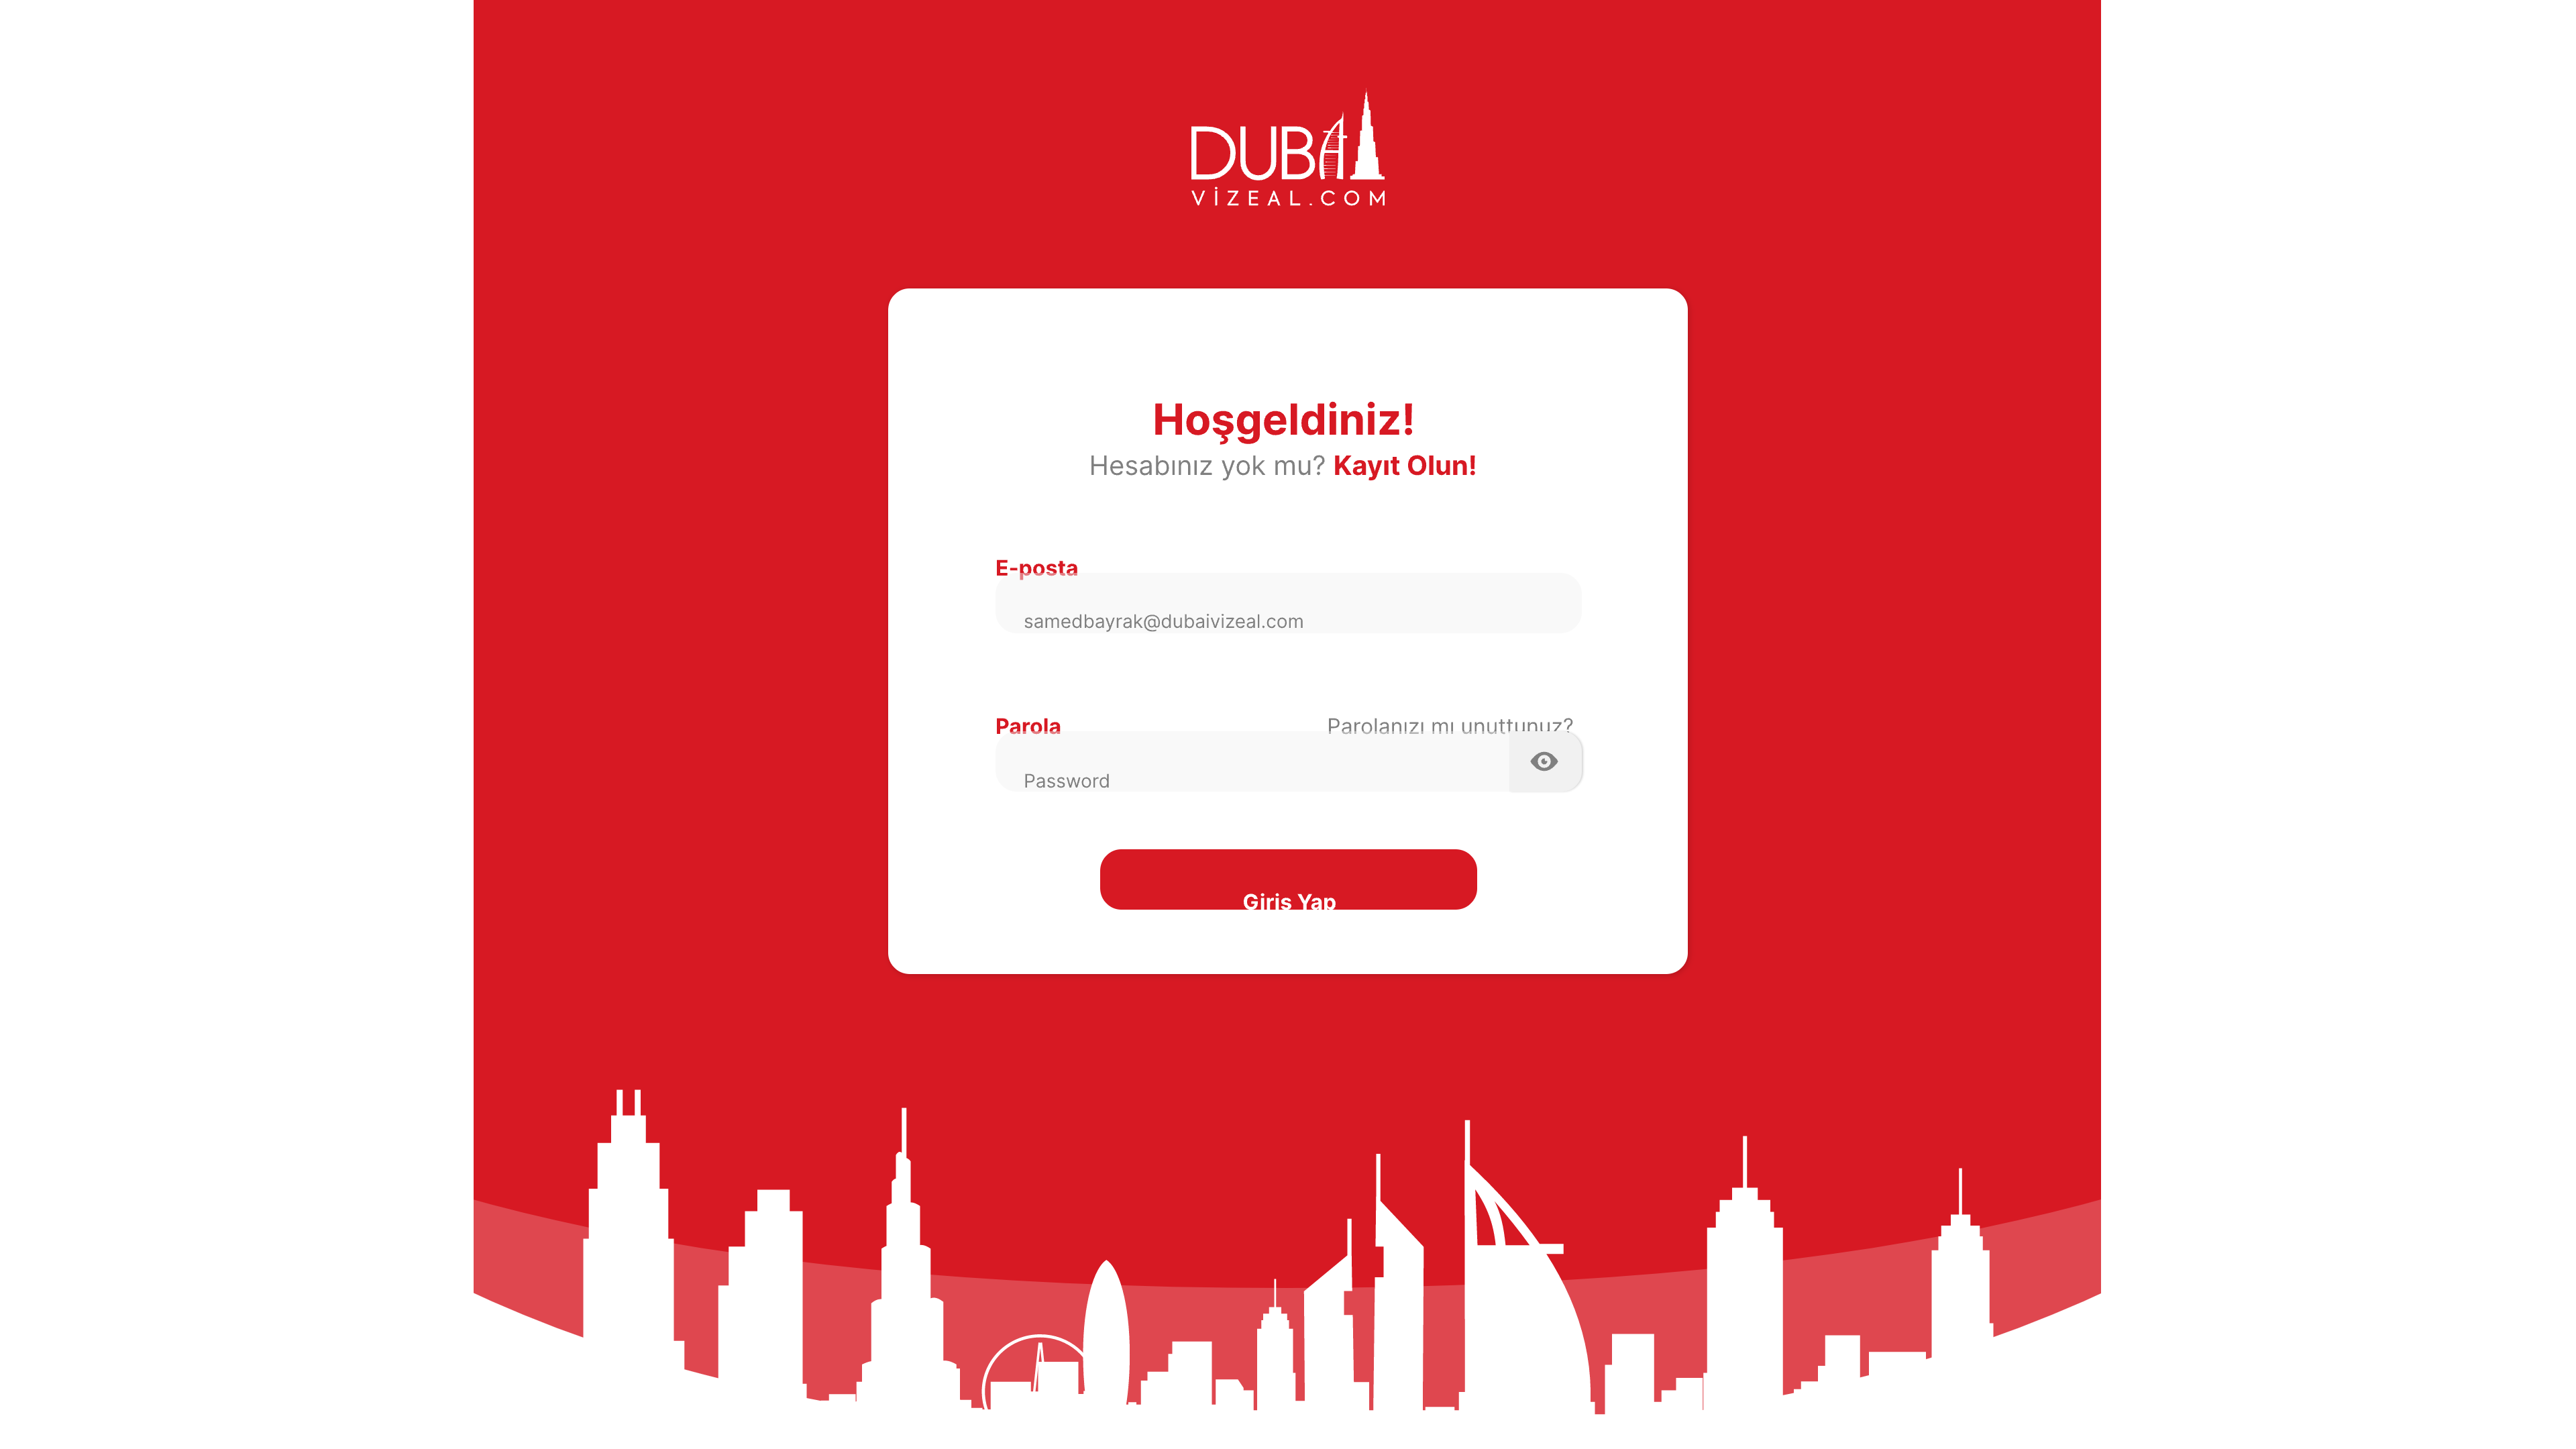 DUBAI
VİZEAL.COM
Hoşgeldiniz!
Hesabınız yok mu? Kayıt Olun!
E-posta
samedbayrak@dubaivizeal.com
Parola Parolanızı mı unuttunuz?
Password
Giriş Yap